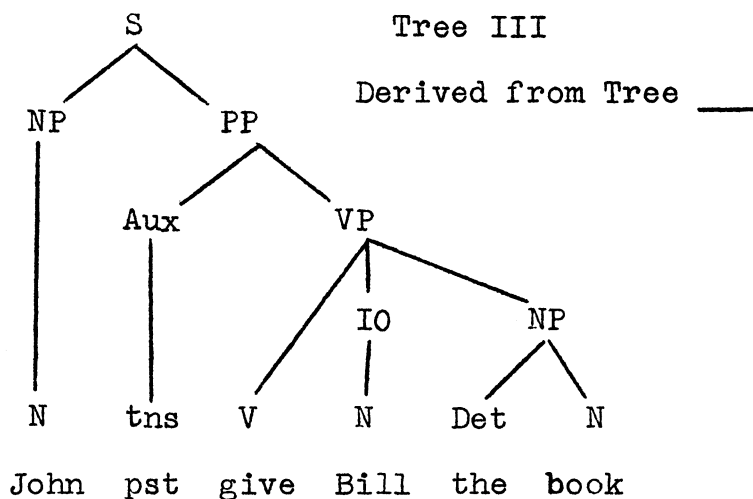 S Tree III
Derived from Tree ____
NP PP
Aux VP
IO NP
N tns V N Det N
John pst give Bill the book